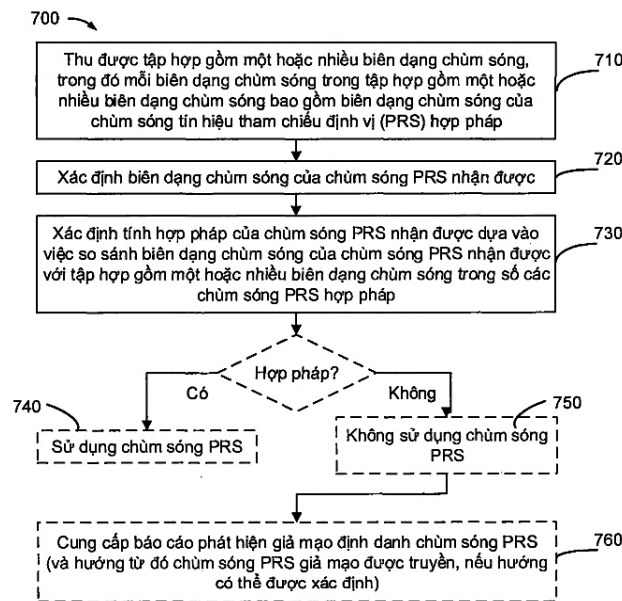 700
Thu được tập hợp gồm một hoặc nhiều biên dạng chùm sóng,
trong đó mỗi biên dạng chùm sóng trong tập hợp gồm một hoặc
nhiều biên dạng chùm sóng bao gồm biên dạng chùm sóng của
chùm sóng tín hiệu tham chiếu định vị (PRS) hợp pháp
710
Xác định biên dạng chùm sóng của chùm sóng PRS nhận được
720
Xác định tính hợp pháp của chùm sóng PRS nhận được dựa vào
việc so sánh biên dạng chùm sóng của chùm sóng PRS nhận được
với tập hợp gồm một hoặc nhiều biên dạng chùm sóng trong số các
chùm sóng PRS hợp pháp
730
Hợp pháp?
Có
Không
740
Sử dụng chùm sóng PRS
750
Không sử dụng chùm sóng
PRS
Cung cấp báo cáo phát hiện giả mạo định danh chùm sóng PRS
(và hướng từ đó chùm sóng PRS giả mạo được truyền, nếu hướng
có thể được xác định)
760